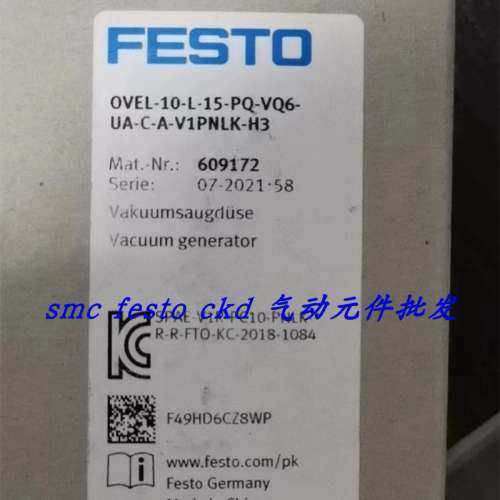 FESTO
OVEL-10-L-15-PQ-VQ6-
UA-C-A-V1PNLK-H3
Mat.-Nr.: 609172
Serie: 07-2021:58
Vakuumsaugdüse
Vacuum generator
smc festo ckd 气动元件批发
R-R-FTO-KC-2018-1084
F49HD6CZ8WP
www.festo.com/pk
Festo Germany